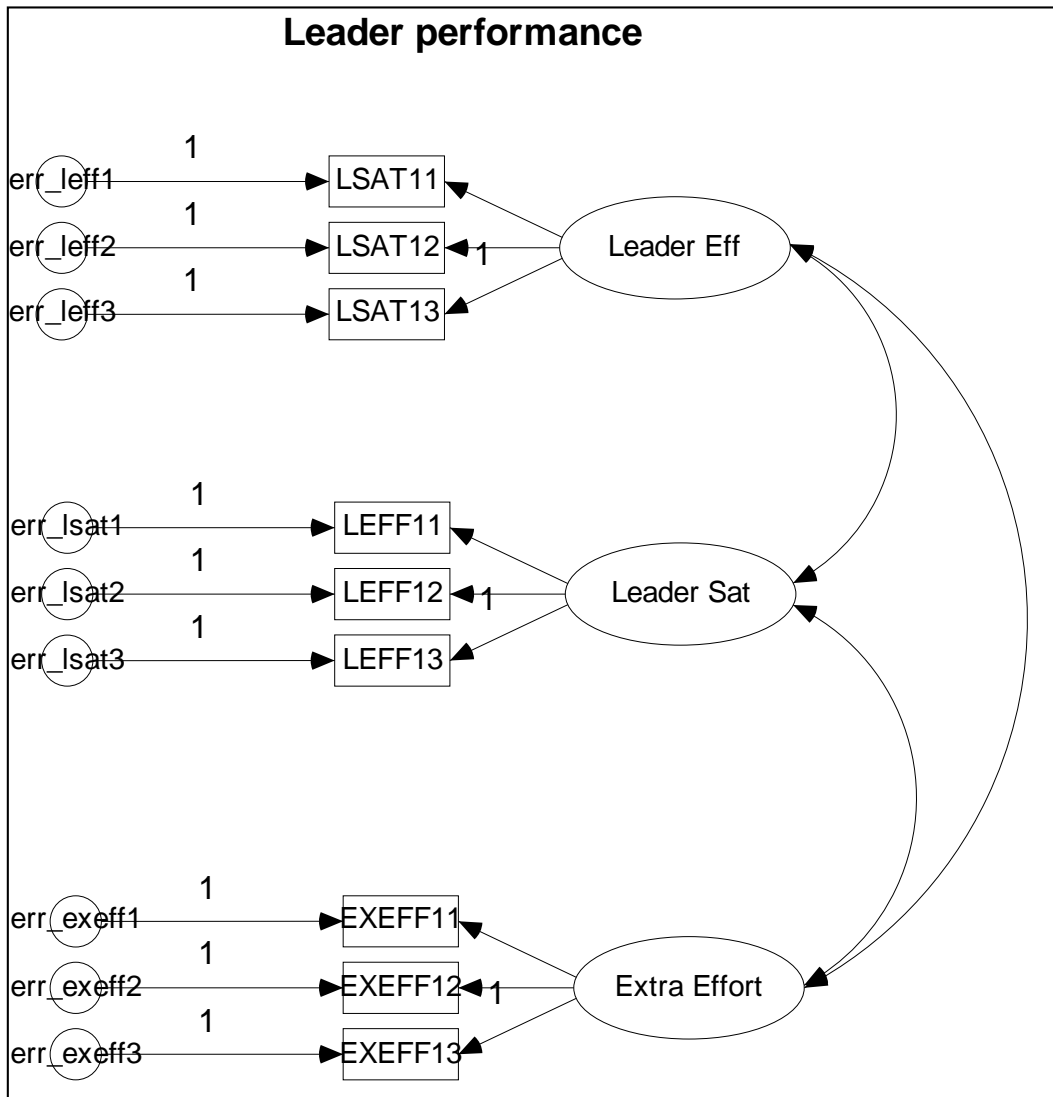 Leader performance
1
err_leff1 LSAT11
1
err_leff2 LSAT12 1 Leader Eff
1
err_leff3 LSAT13
1
err_lsat1 LEFF11
1
err_lsat2 LEFF12 1 Leader Sat
1
err_lsat3 LEFF13
1
err_exeff1 EXEFF11
1
err_exeff2 EXEFF12 1 Extra Effort
1
err_exeff3 EXEFF13